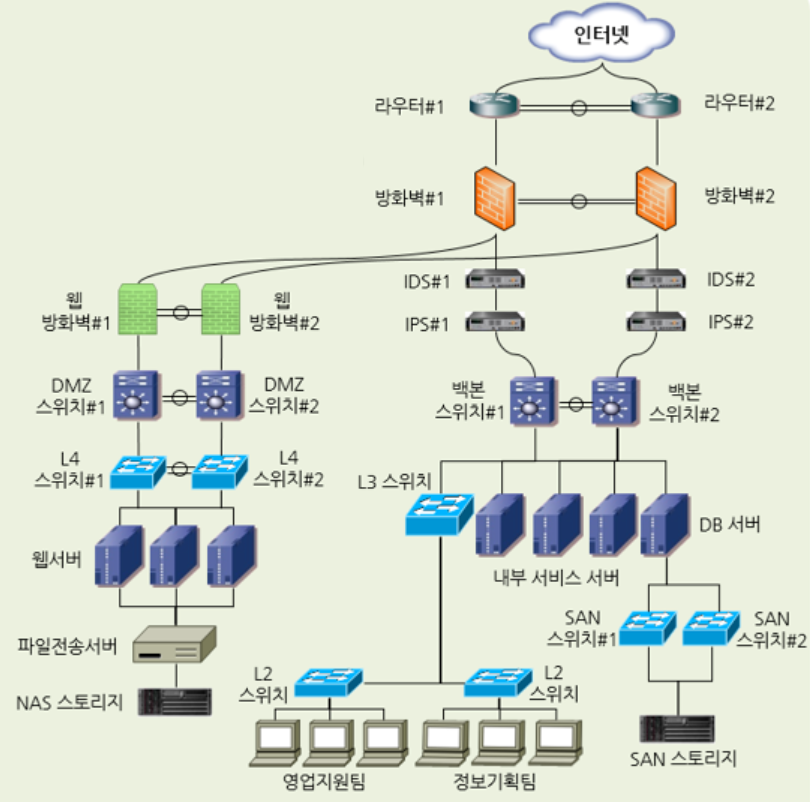 인터넷
라우터#1
라우터#2
방화벽#1
방화벽#2
IDS#1
IDS#2
IPS#1
IPS#2
웹
방화벽#1
웹
방화벽#2
DMZ
스위치#1
DMZ
스위치#2
백본
스위치#1
백본
스위치#2
L4
스위치#1
L4
스위치#2
L3 스위치
DB 서버
웹서버
내부 서비스 서버
SAN
스위치#1
SAN
스위치#2
파일전송서버
L2
스위치
L2
스위치
NAS 스토리지
SAN 스토리지
영업지원팀
정보기획팀